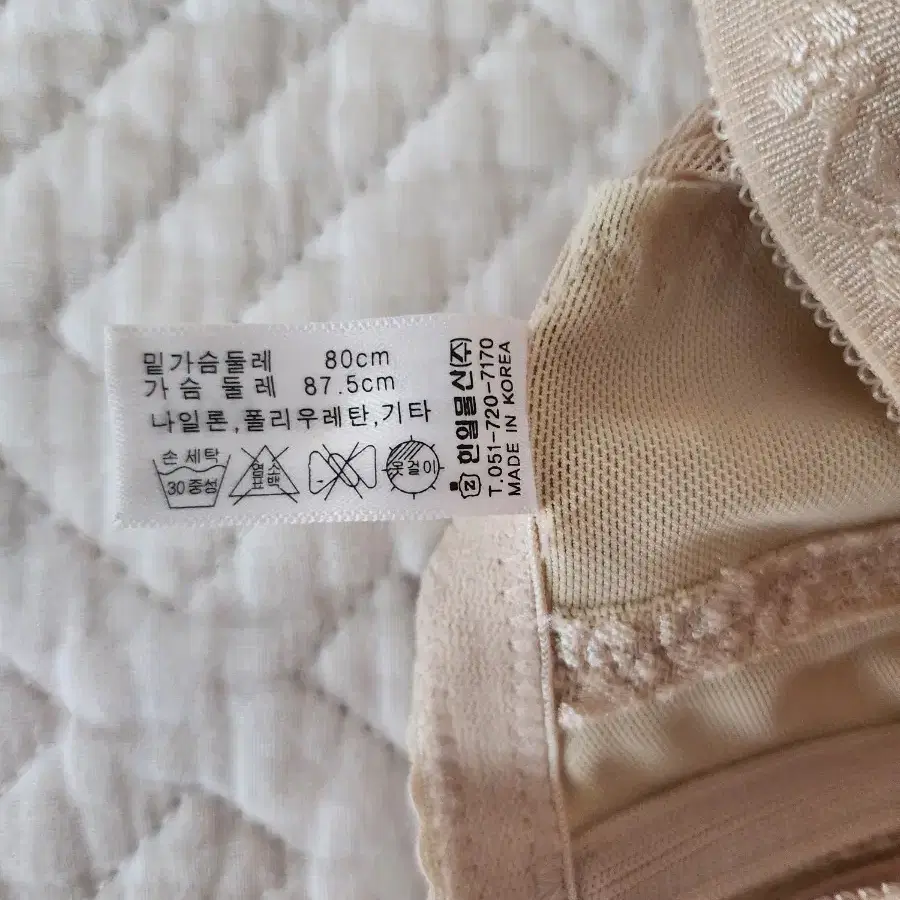 밑가슴둘레 80cm
가 슴 둘 레 87.5cm
나일론,폴리우레탄,기타
손 세탁
30 중성
염소
표백
옷걸이
한일물산(주)
T.051-720-7170
MADE IN KOREA